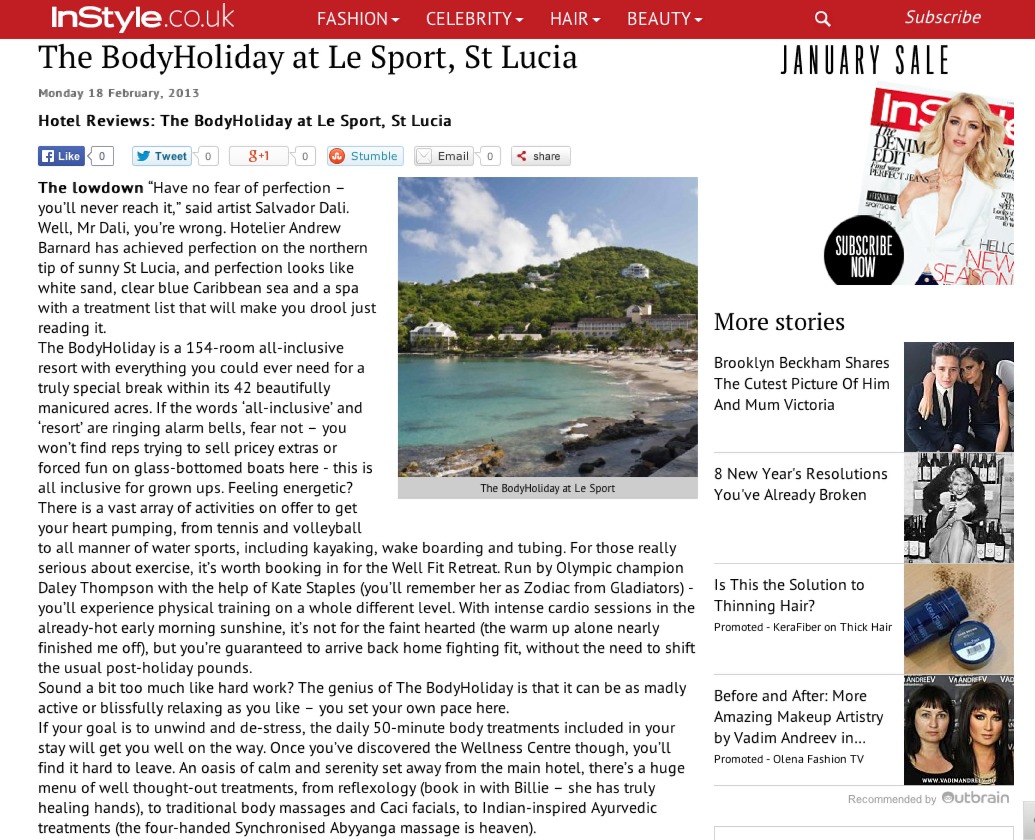 InStyle.co.uk
FASHION
CELEBRITY
HAIR
BEAUTY
Subscribe
The BodyHoliday at Le Sport, St Lucia
Monday 18 February, 2013
Hotel Reviews: The BodyHoliday at Le Sport, St Lucia
Like 0
Tweet 0
g+1 0
Stumble
Email 0
share
The lowdown “Have no fear of perfection –
you’ll never reach it,” said artist Salvador Dali.
Well, Mr Dali, you’re wrong. Hotelier Andrew
Barnard has achieved perfection on the northern
tip of sunny St Lucia, and perfection looks like
white sand, clear blue Caribbean sea and a spa
with a treatment list that will make you drool just
reading it.
The BodyHoliday is a 154-room all-inclusive
resort with everything you could ever need for a
truly special break within its 42 beautifully
manicured acres. If the words ‘all-inclusive’ and
‘resort’ are ringing alarm bells, fear not – you
won’t find reps trying to sell pricey extras or
forced fun on glass-bottomed boats here - this is
all inclusive for grown ups. Feeling energetic?
There is a vast array of activities on offer to get
your heart pumping, from tennis and volleyball
to all manner of water sports, including kayaking, wake boarding and tubing. For those really
serious about exercise, it’s worth booking in for the Well Fit Retreat. Run by Olympic champion
Daley Thompson with the help of Kate Staples (you’ll remember her as Zodiac from Gladiators) -
you’ll experience physical training on a whole different level. With intense cardio sessions in the
already-hot early morning sunshine, it’s not for the faint hearted (the warm up alone nearly
finished me off), but you’re guaranteed to arrive back home fighting fit, without the need to shift
the usual post-holiday pounds.
Sound a bit too much like hard work? The genius of The BodyHoliday is that it can be as madly
active or blissfully relaxing as you like – you set your own pace here.
If your goal is to unwind and de-stress, the daily 50-minute body treatments included in your
stay will get you well on the way. Once you’ve discovered the Wellness Centre though, you’ll
find it hard to leave. An oasis of calm and serenity set away from the main hotel, there’s a huge
menu of well thought-out treatments, from reflexology (book in with Billie – she has truly
healing hands), to traditional body massages and Caci facials, to Indian-inspired Ayurvedic
treatments (the four-handed Synchronised Abyyanga massage is heaven).
The BodyHoliday at Le Sport
JANUARY SALE
InSt
The
DENIM
EDIT
Find your
PERFECT JEANS
SUBSCRIBE
NOW
HELLO
NEW
SEASON
More stories
Brooklyn Beckham Shares
The Cutest Picture Of Him
And Mum Victoria
8 New Year's Resolutions
You've Already Broken
Is This the Solution to
Thinning Hair?
Promoted - KeraFiber on Thick Hair
KERAFIBER
Before and After: More
Amazing Makeup Artistry
by Vadim Andreev in...
Promoted - Olena Fashion TV
WWW.VADIMANDREEV.RU
Recommended by Outbrain